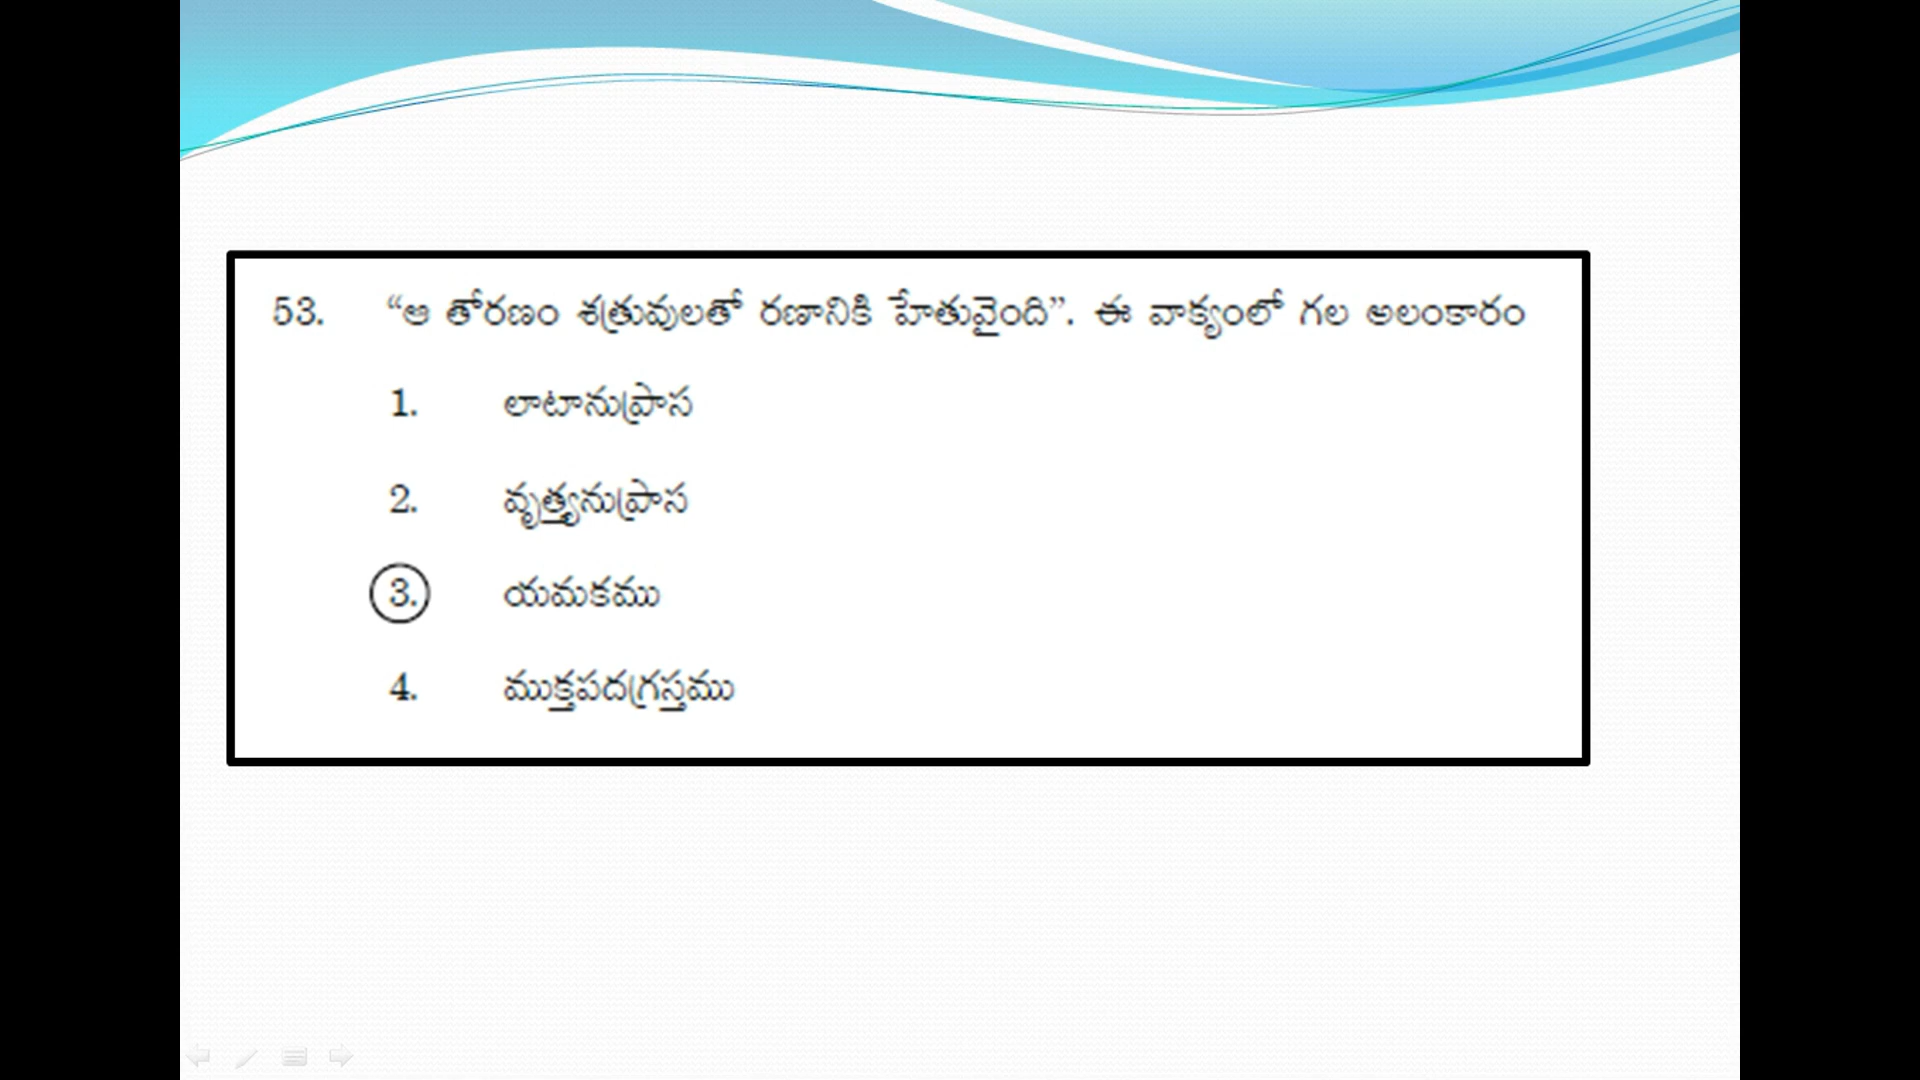 53. “ఆ తోరణం శత్రువులతో రణానికి హేతువైంది”. ఈ వాక్యంలో గల అలంకారం
1. లాటానుప్రాస
2. వృత్త్యనుప్రాస
3. యమకము
4. ముక్తపదగ్రస్తము